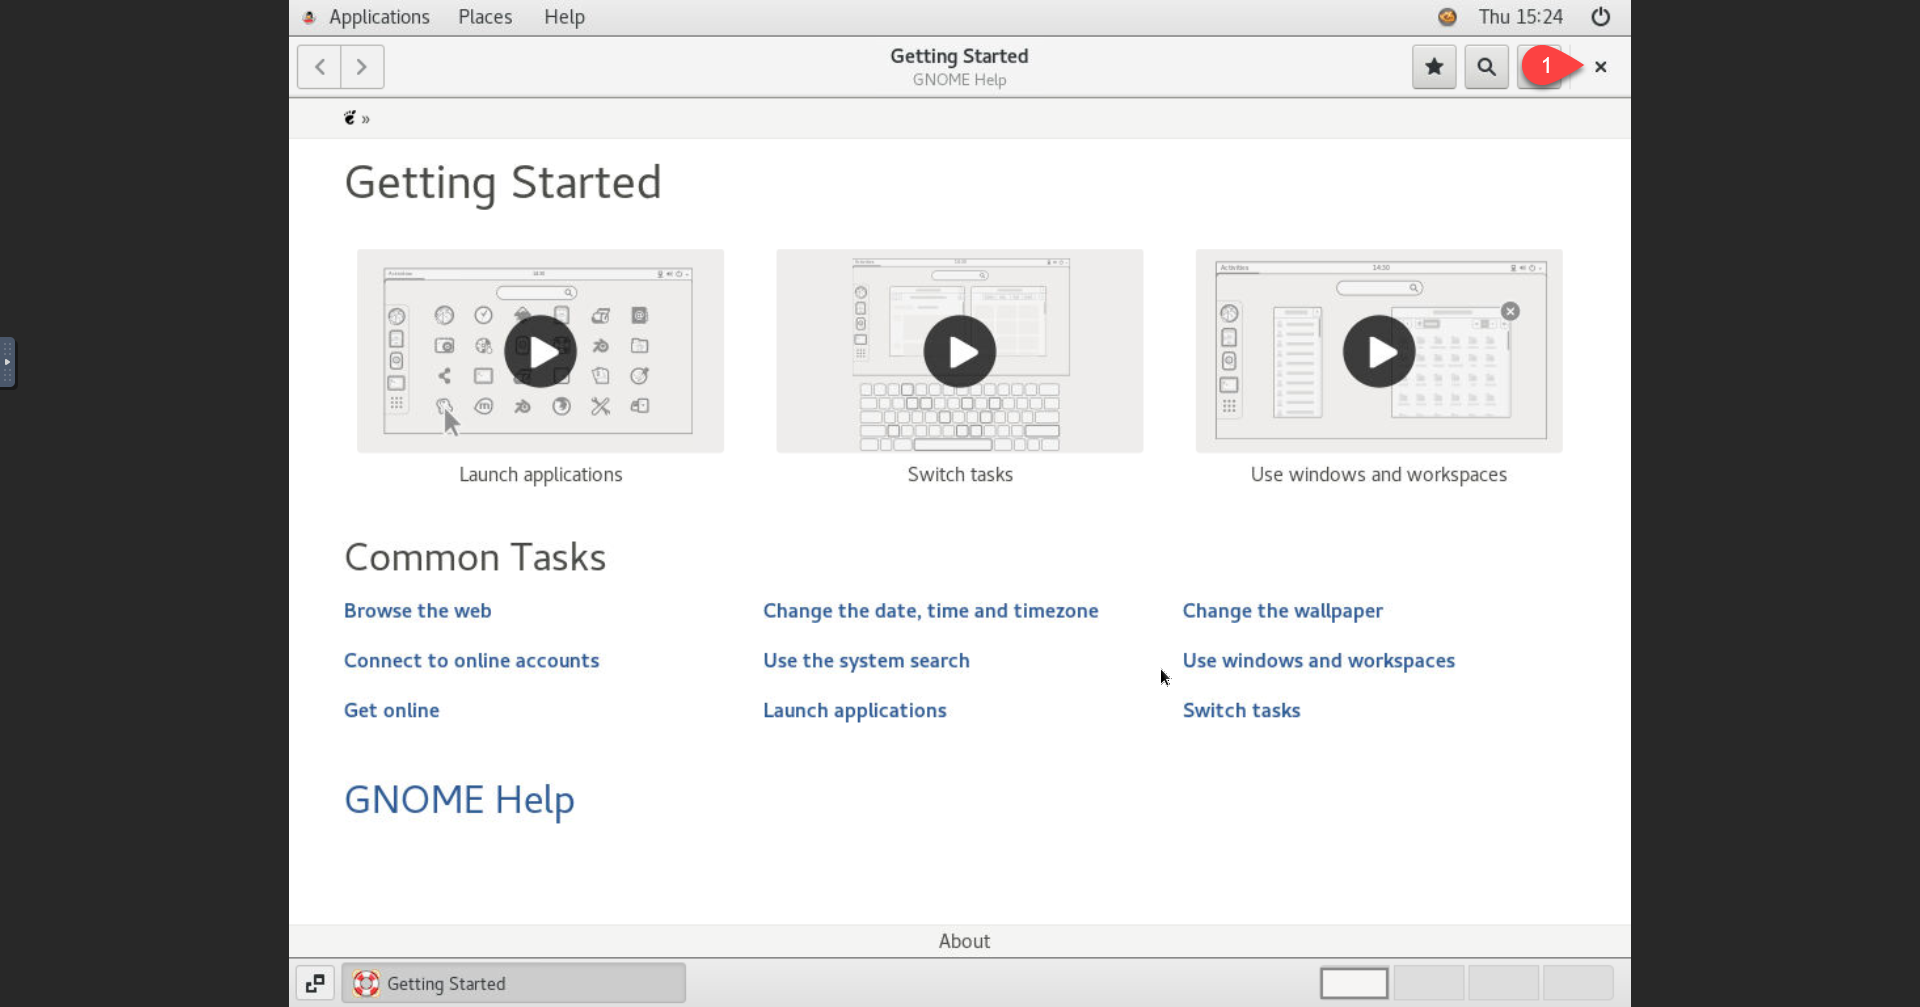 Applications Places Help Thu 15:24
Getting Started
GNOME Help
1
»
Getting Started
Activities 14:30
Launch applications Switch tasks Use windows and workspaces
Common Tasks
Browse the web Change the date, time and timezone Change the wallpaper
Connect to online accounts Use the system search Use windows and workspaces
Get online Launch applications Switch tasks
GNOME Help
About
Getting Started